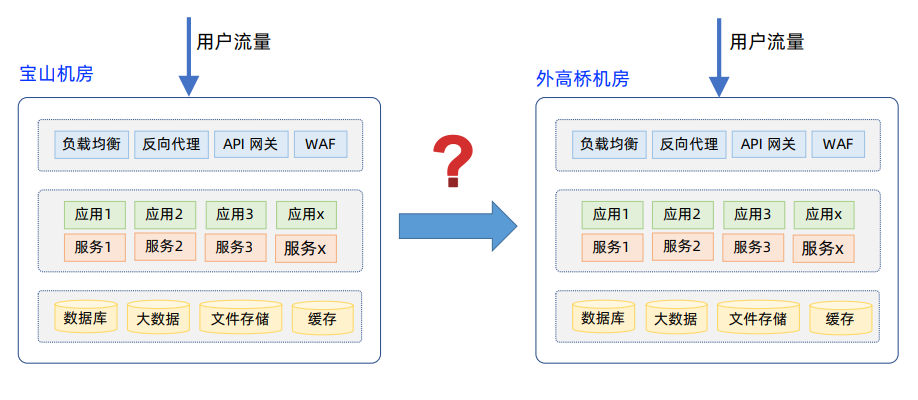 用户流量
宝山机房
负载均衡 反向代理 API 网关 WAF
应用1 应用2 应用3 应用x
服务1 服务2 服务3 服务x
数据库 大数据 文件存储 缓存
?
用户流量
外高桥机房
负载均衡 反向代理 API 网关 WAF
应用1 应用2 应用3 应用x
服务1 服务2 服务3 服务x
数据库 大数据 文件存储 缓存